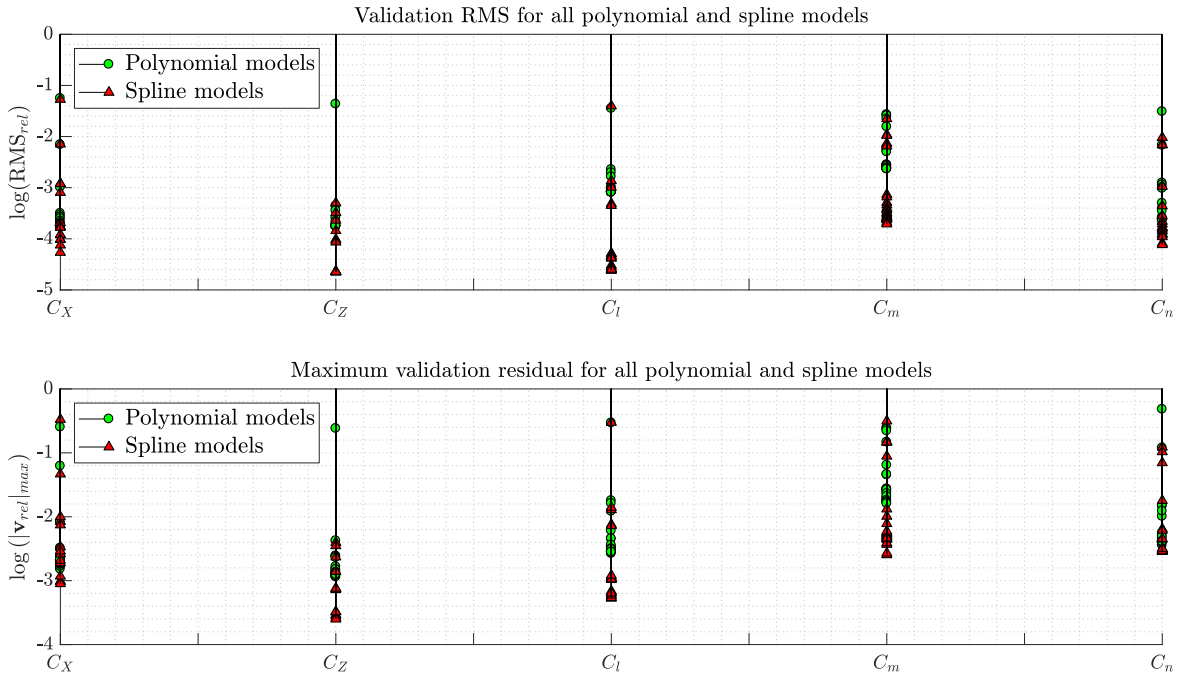 Validation RMS for all polynomial and spline models
0
-1
-2
-3
-4
-5
log(RMS_rel)
Polynomial models
Spline models
C_X
C_Z
C_l
C_m
C_n
Maximum validation residual for all polynomial and spline models
0
-1
-2
-3
-4
log (|v_rel|_max)
Polynomial models
Spline models
C_X
C_Z
C_l
C_m
C_n